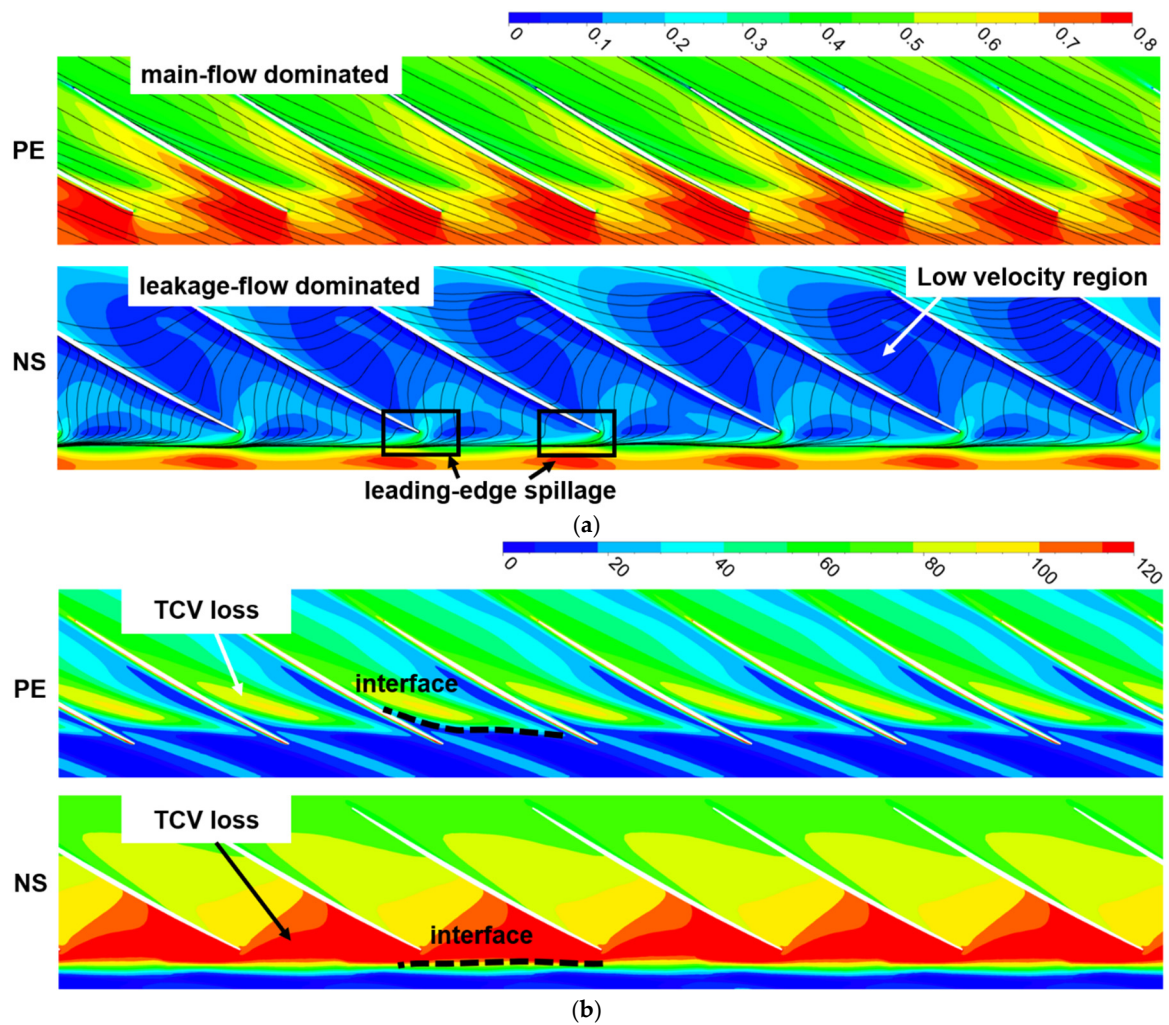 0 0.1 0.2 0.3 0.4 0.5 0.6 0.7 0.8
main-flow dominated
PE
leakage-flow dominated
Low velocity region
NS
leading-edge spillage
(a)
0 20 40 60 80 100 120
TCV loss
PE
interface
TCV loss
NS
interface
(b)